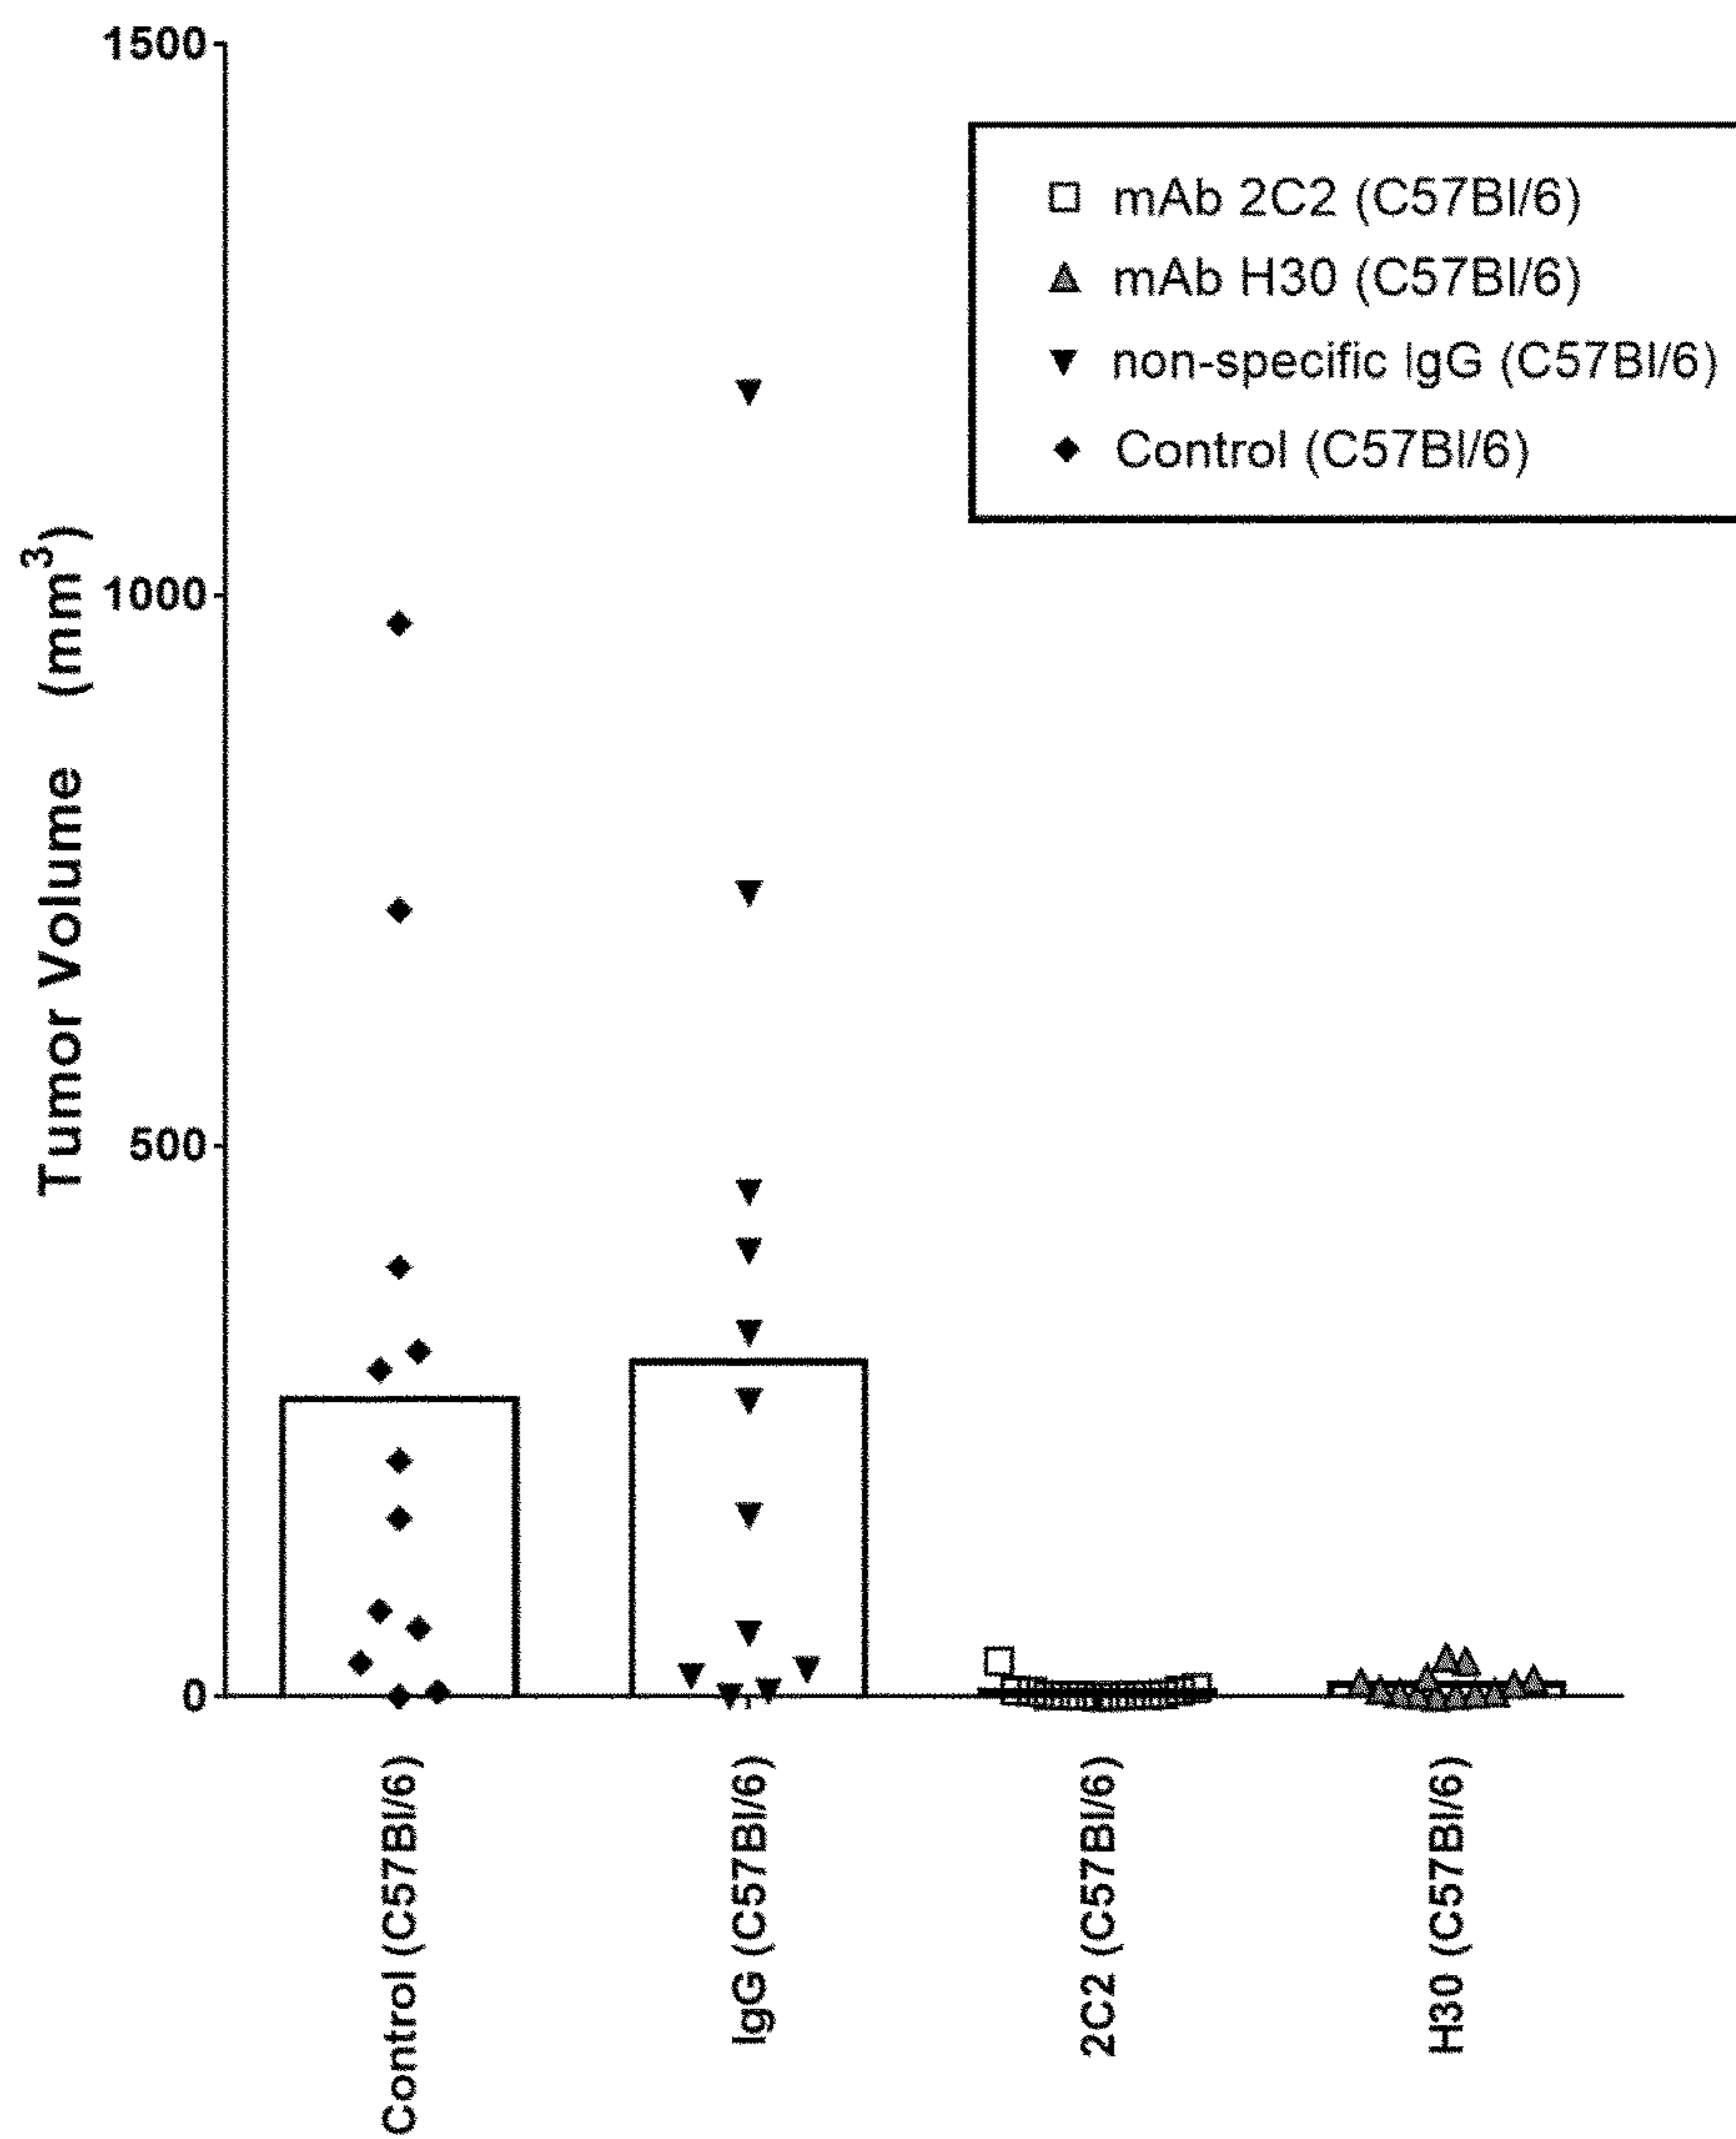 1500
1000
500
0
Tumor Volume (mm³)
mAb 2C2 (C57Bl/6)
mAb H30 (C57Bl/6)
non-specific IgG (C57Bl/6)
Control (C57Bl/6)
Control (C57Bl/6)
IgG (C57Bl/6)
2C2 (C57Bl/6)
H30 (C57Bl/6)